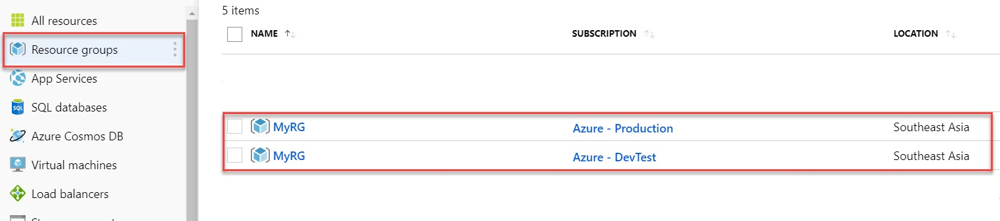 All resources
Resource groups
App Services
SQL databases
SQL
Azure Cosmos DB
Virtual machines
Load balancers
5 items
NAME SUBSCRIPTION LOCATION
MyRG Azure - Production Southeast Asia
MyRG Azure - DevTest Southeast Asia